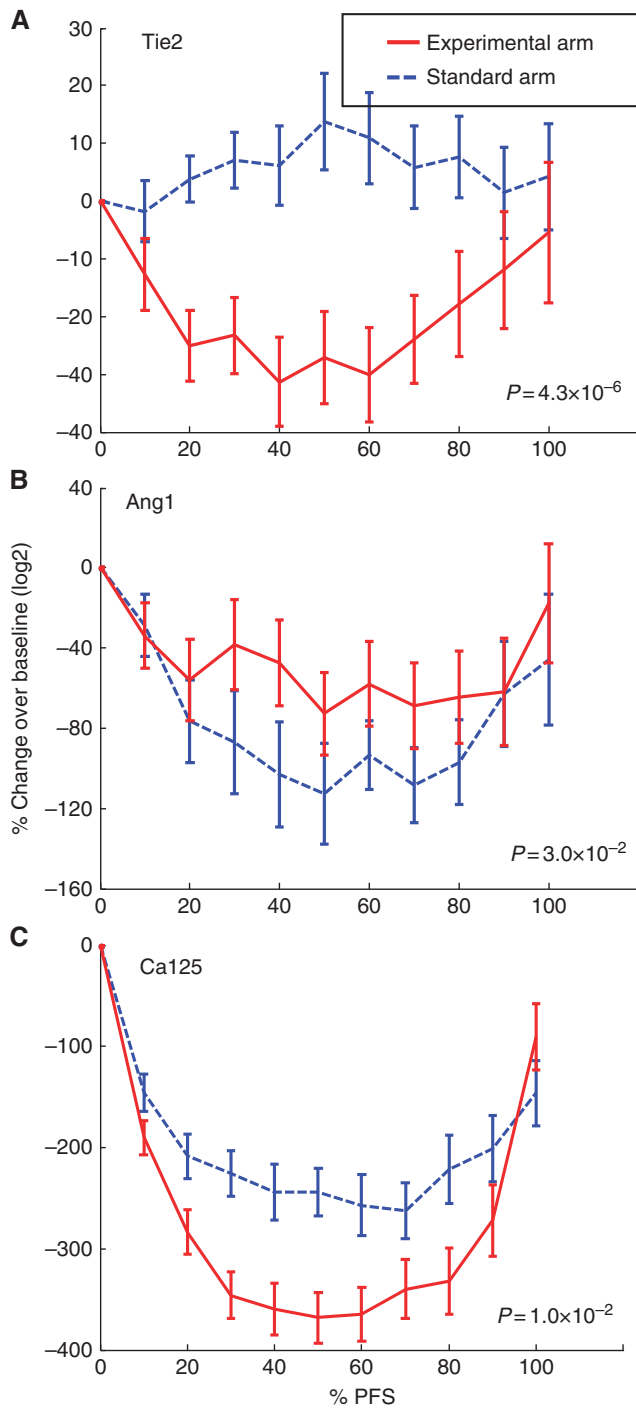 A
Tie2
Experimental arm
Standard arm
30
20
10
0
–10
–20
–40
–40
P=4.3×10–6
0 20 40 60 80 100
B
Ang1
40
0
–40
–80
–120
–160
P=3.0×10–2
0 20 40 60 80 100
% Change over baseline (log2)
C
Ca125
0
–100
–200
–300
–400
P=1.0×10–2
0 20 40 60 80 100
% PFS